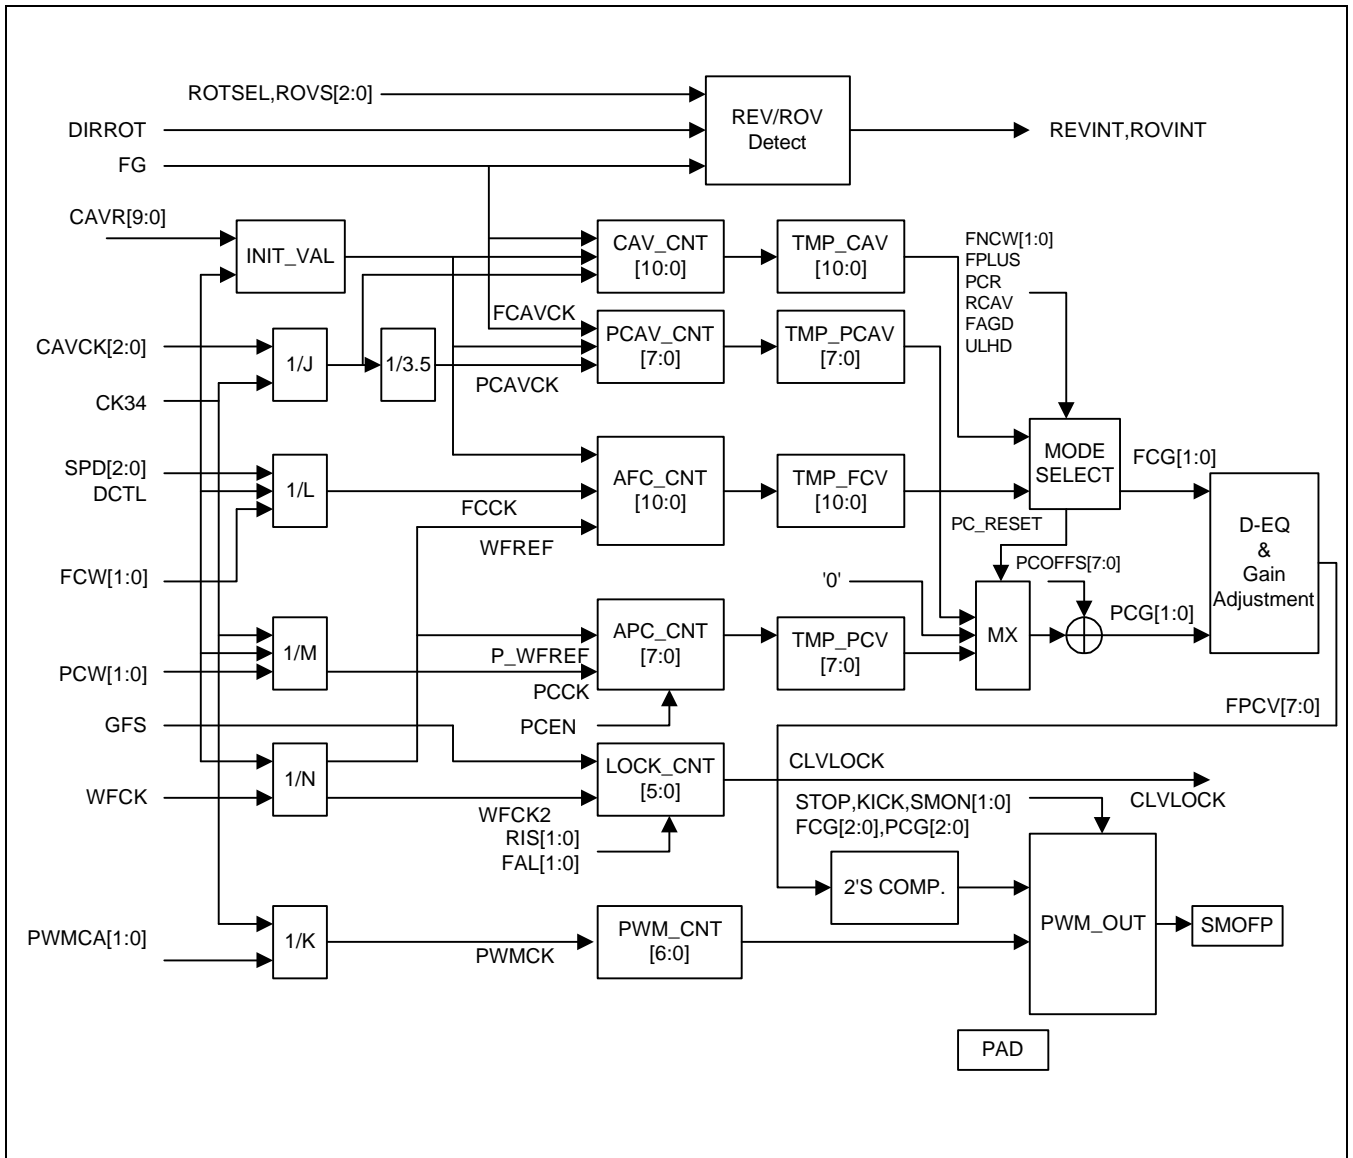 ROTSEL,ROVS[2:0]
DIRROT
FG
REV/ROV
Detect
REVINT,ROVINT
CAVR[9:0]
INIT_VAL
CAV_CNT
[10:0]
TMP_CAV
[10:0]
FNCW[1:0]
FPLUS
PCR
RCAV
FAGD
ULHD
CAVCK[2:0]
CK34
1/J
1/3.5
FCAVCK
PCAVCK
PCAV_CNT
[7:0]
TMP_PCAV
[7:0]
SPD[2:0]
DCTL
1/L
FCCK
WFREF
AFC_CNT
[10:0]
TMP_FCV
[10:0]
MODE
SELECT
FCG[1:0]
PC_RESET
PCOFFS[7:0]
D-EQ
&
Gain
Adjustment
FCW[1:0]
'0'
PCW[1:0]
1/M
P_WFREF
PCCK
APC_CNT
[7:0]
TMP_PCV
[7:0]
MX
PCG[1:0]
GFS
PCEN
FPCV[7:0]
WFCK
1/N
WFCK2
RIS[1:0]
FAL[1:0]
LOCK_CNT
[5:0]
CLVLOCK
CLVLOCK
STOP,KICK,SMON[1:0]
FCG[2:0],PCG[2:0]
2'S COMP.
PWMCA[1:0]
1/K
PWMCK
PWM_CNT
[6:0]
PWM_OUT
SMOFP
PAD